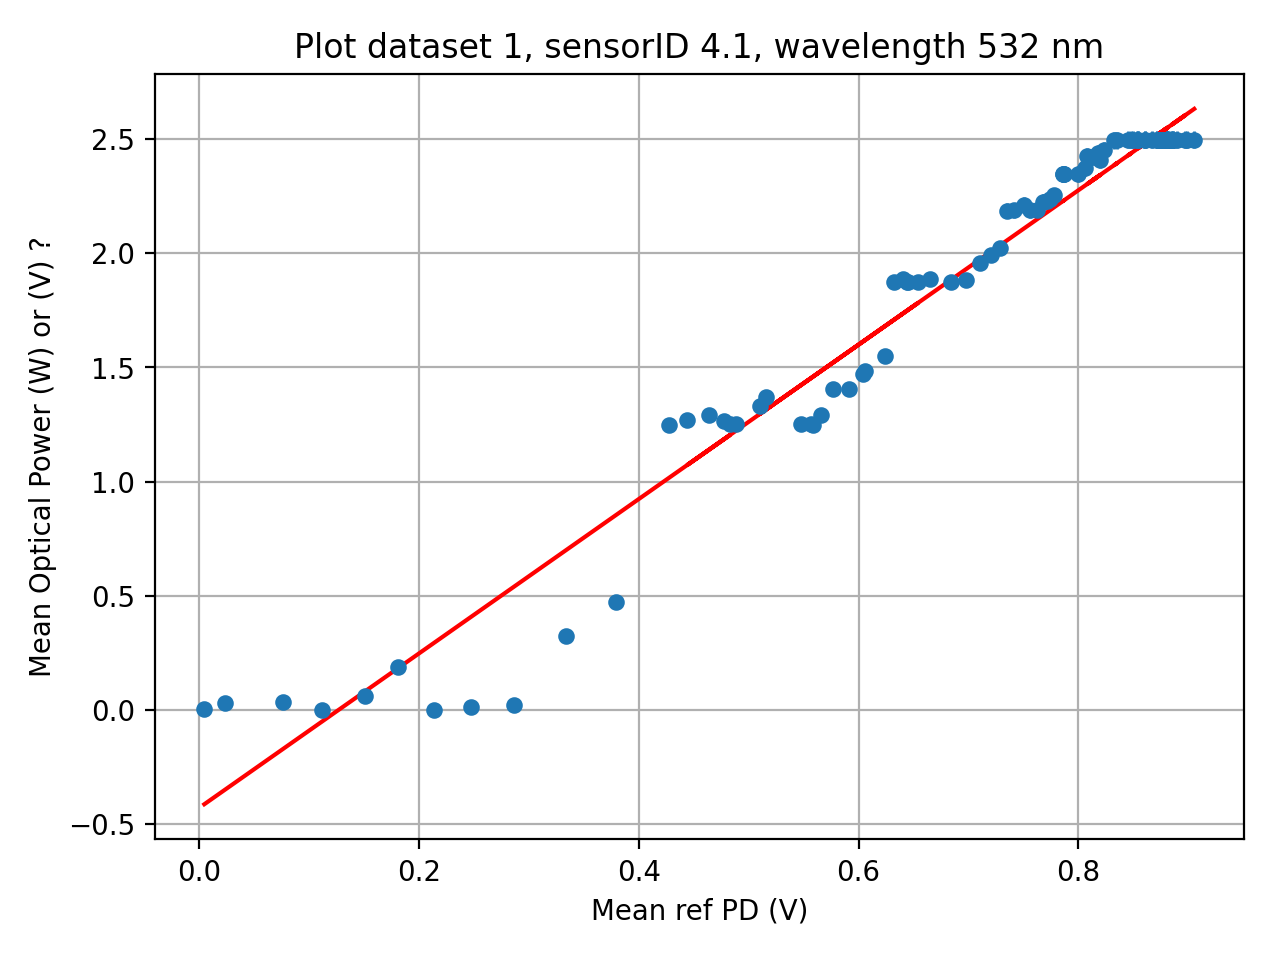 Plot dataset 1, sensorID 4.1, wavelength 532 nm
Mean Optical Power (W) or (V) ?
2.5
2.0
1.5
1.0
0.5
0.0
−0.5
0.0 0.2 0.4 0.6 0.8
Mean ref PD (V)